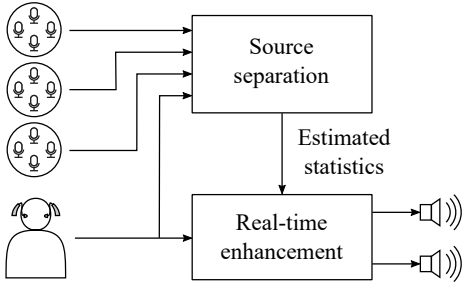 Source
separation
Estimated
statistics
Real-time
enhancement